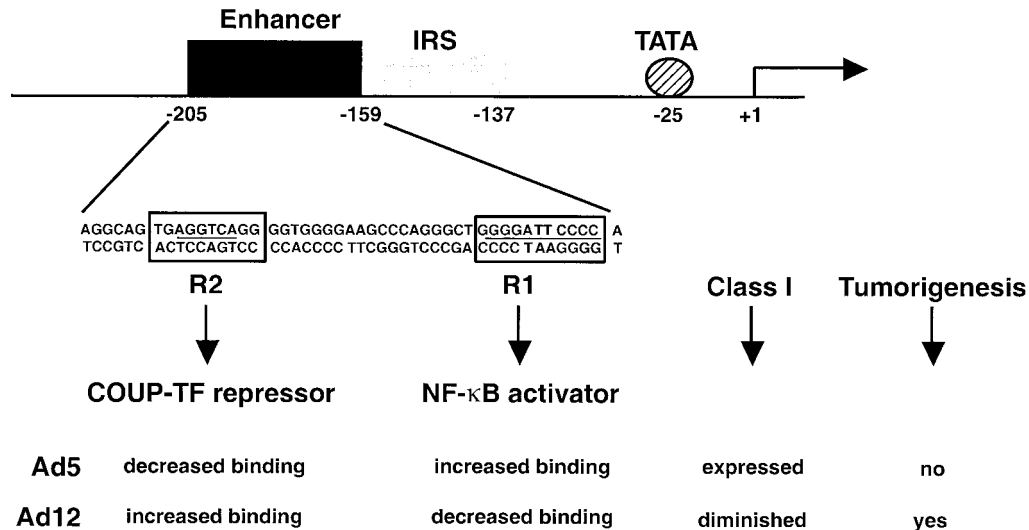 Enhancer
IRS
TATA
-205 -159 -137 -25 +1
AGGCAG TGAGGTCAGG GGTGGGGAAGCCCAGGGCT GGGGATT CCCC A
TCCGTC ACTCCAGTCC CCACCCC TTCGGGTCCCGA CCCC TAAGGGG T
R2 R1 Class I Tumorigenesis
COUP-TF repressor NF-κB activator
Ad5 decreased binding increased binding expressed no
Ad12 increased binding decreased binding diminished yes